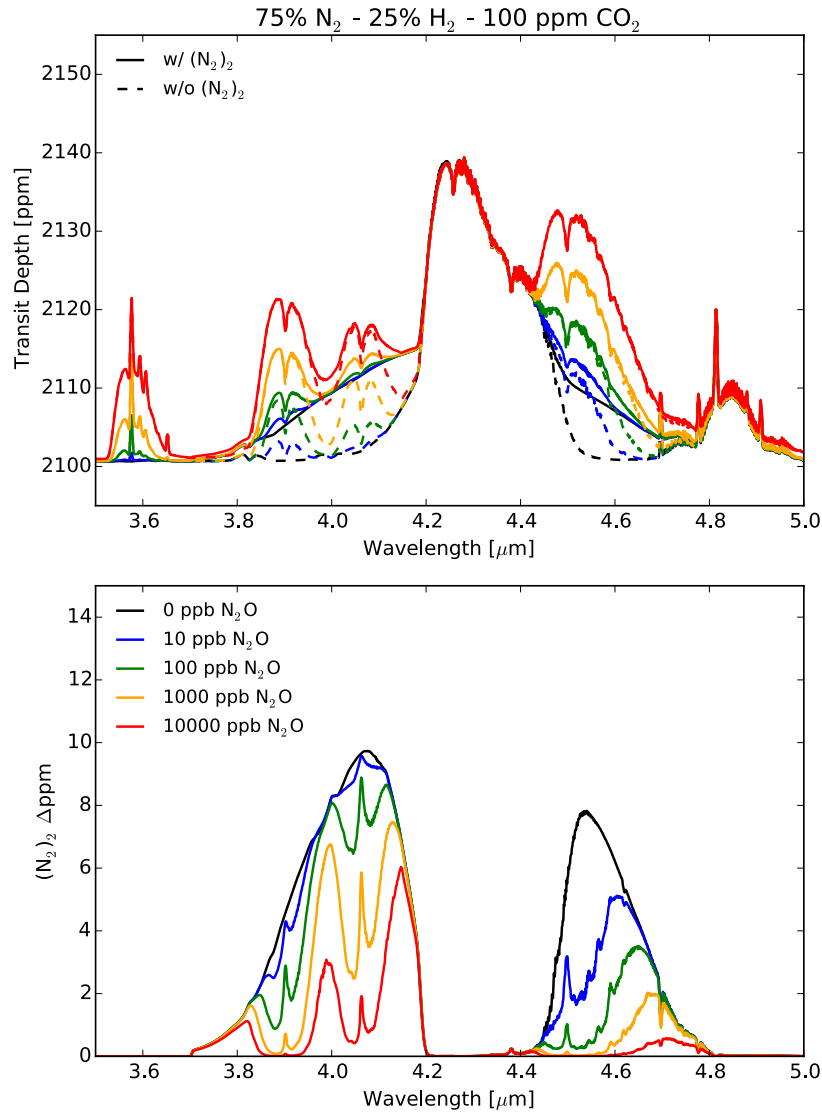 75% N₂ - 25% H₂ - 100 ppm CO₂
w/ (N₂)₂
w/o (N₂)₂
Transit Depth [ppm]
2150
2140
2130
2120
2110
2100
3.6 3.8 4.0 4.2 4.4 4.6 4.8 5.0
Wavelength [μm]
0 ppb N₂O
10 ppb N₂O
100 ppb N₂O
1000 ppb N₂O
10000 ppb N₂O
(N₂)₂ Δppm
14
12
10
8
6
4
2
0
3.6 3.8 4.0 4.2 4.4 4.6 4.8 5.0
Wavelength [μm]